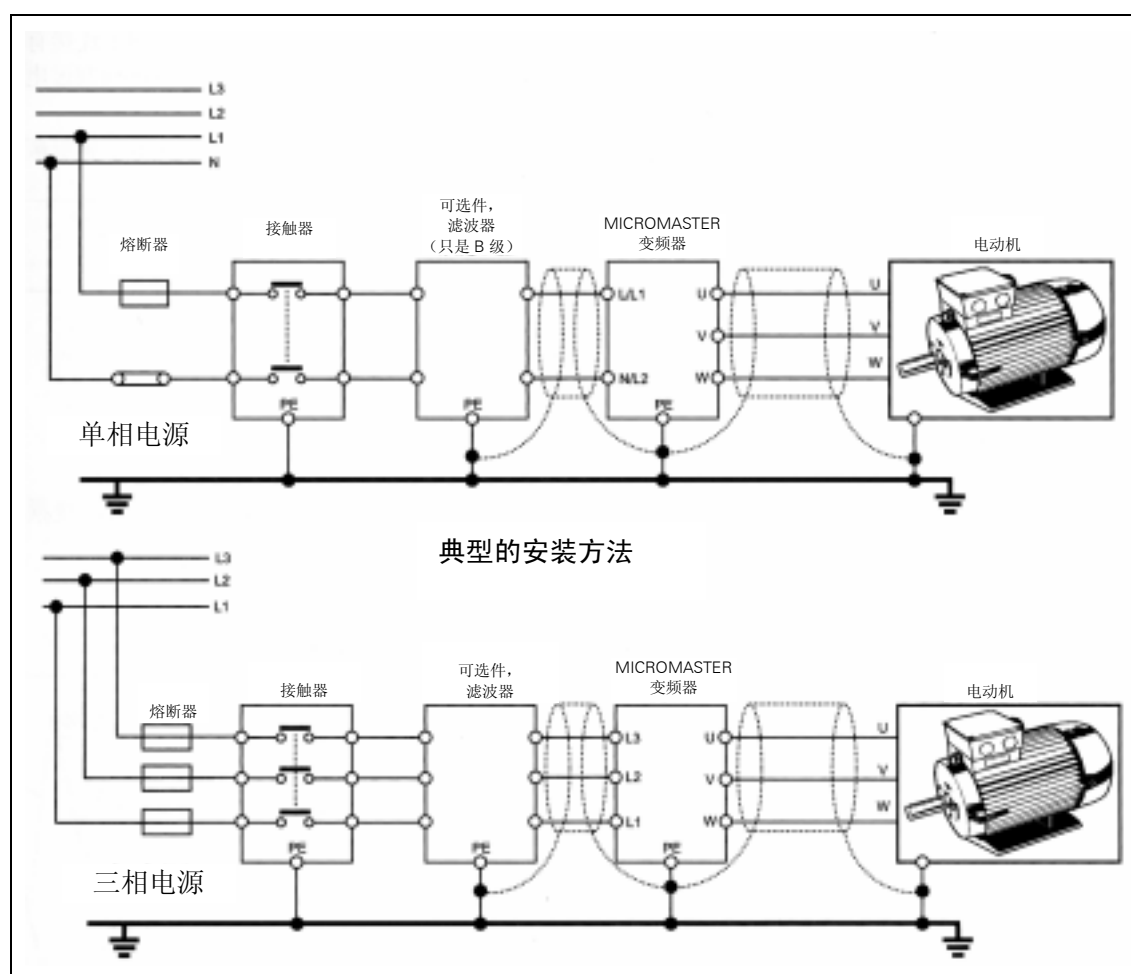 L3
L2
L1
N
熔断器
接触器
可选件，
滤波器
（只是 B 级）
MICROMASTER
变频器
电动机
L/L1
U
U
V
V
N/L2
W
W
PE
PE
PE
单相电源
典型的安装方法
L3
L2
L1
熔断器
接触器
可选件，
滤波器
MICROMASTER
变频器
电动机
L3
U
U
L2
V
V
L1
W
W
PE
PE
PE
三相电源